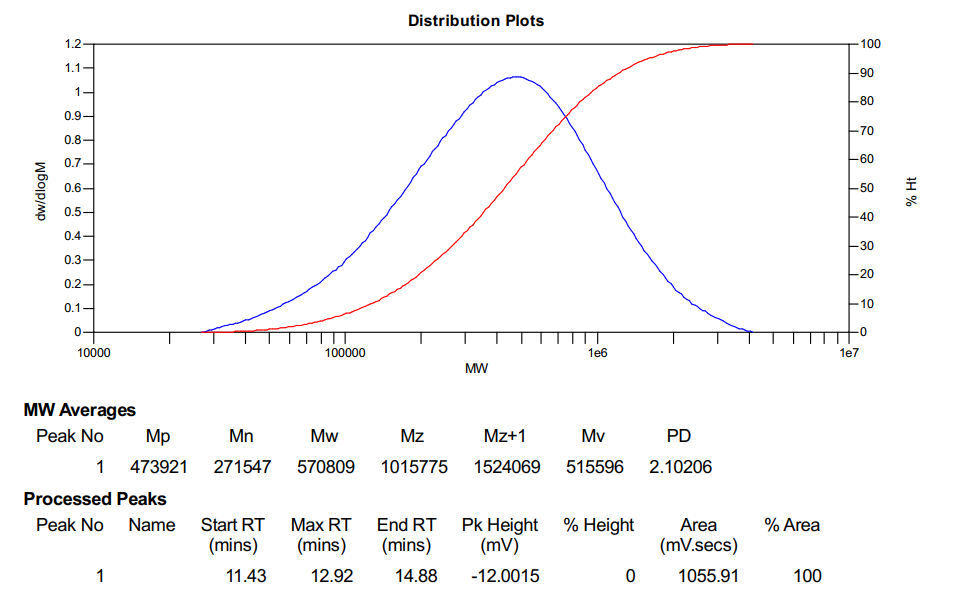 Distribution Plots
1.2
1.1
1
0.9
0.8
0.7
0.6
0.5
0.4
0.3
0.2
0.1
0
dw/dlogM
100
90
80
70
60
50
40
30
20
10
0
% Ht
10000 100000 1e6 1e7
MW
MW Averages
Peak No Mp Mn Mw Mz Mz+1 Mv PD
1 473921 271547 570809 1015775 1524069 515596 2.10206
Processed Peaks
Peak No Name Start RT Max RT End RT Pk Height % Height Area % Area
(mins) (mins) (mins) (mV) (mV.secs)
1 11.43 12.92 14.88 -12.0015 0 1055.91 100